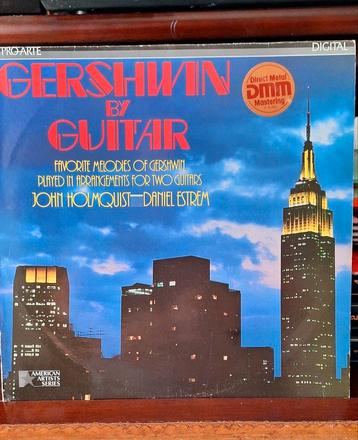 PRO ARTE
DIGITAL
GERSHWIN
BY
GUITAR
Direct Metal
DMM
Mastering
FAVORITE MELODIES OF GERSHWIN
PLAYED IN ARRANGEMENTS FOR TWO GUITARS
JOHN HOLMQUIST—DANIEL ESTREM
AMERICAN
ARTISTS
SERIES